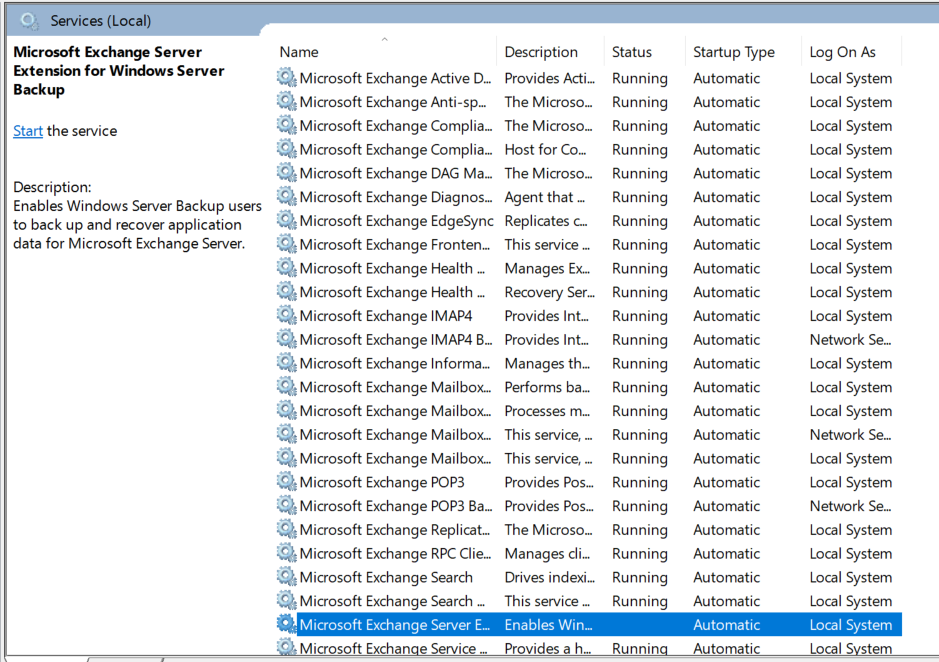 Services (Local)
Microsoft Exchange Server
Extension for Windows Server
Backup
Start the service
Description:
Enables Windows Server Backup users
to back up and recover application
data for Microsoft Exchange Server.
Name Description Status Startup Type Log On As
Microsoft Exchange Active D... Provides Acti... Running Automatic Local System
Microsoft Exchange Anti-sp... The Microso... Running Automatic Local System
Microsoft Exchange Complia... The Microso... Running Automatic Local System
Microsoft Exchange Complia... Host for Co... Running Automatic Local System
Microsoft Exchange DAG Ma... The Microso... Running Automatic Local System
Microsoft Exchange Diagnos... Agent that ... Running Automatic Local System
Microsoft Exchange EdgeSync Replicates c... Running Automatic Local System
Microsoft Exchange Fronten... This service ... Running Automatic Local System
Microsoft Exchange Health ... Manages Ex... Running Automatic Local System
Microsoft Exchange Health ... Recovery Ser... Running Automatic Local System
Microsoft Exchange IMAP4 Provides Int... Running Automatic Local System
Microsoft Exchange IMAP4 B... Provides Int... Running Automatic Network Se...
Microsoft Exchange Informa... Manages th... Running Automatic Local System
Microsoft Exchange Mailbox... Performs ba... Running Automatic Local System
Microsoft Exchange Mailbox... Processes m... Running Automatic Local System
Microsoft Exchange Mailbox... This service, ... Running Automatic Network Se...
Microsoft Exchange Mailbox... This service, ... Running Automatic Local System
Microsoft Exchange POP3 Provides Pos... Running Automatic Local System
Microsoft Exchange POP3 Ba... Provides Pos... Running Automatic Network Se...
Microsoft Exchange Replicat... The Microso... Running Automatic Local System
Microsoft Exchange RPC Clie... Manages cli... Running Automatic Local System
Microsoft Exchange Search Drives indexi... Running Automatic Local System
Microsoft Exchange Search ... This service ... Running Automatic Local System
Microsoft Exchange Server E... Enables Win... Automatic Local System
Microsoft Exchange Service ... Provides a h... Running Automatic Local System